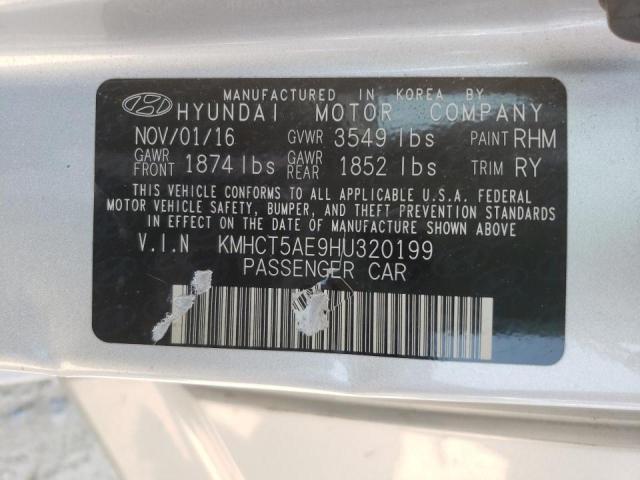 MANUFACTURED IN KOREA BY
HYUNDAI MOTOR COMPANY
NOV/01/16 GVWR 3549 lbs PAINT RHM
GAWR FRONT 1874 lbs GAWR REAR 1852 lbs TRIM RY
THIS VEHICLE CONFORMS TO ALL APPLICABLE U.S.A. FEDERAL
MOTOR VEHICLE SAFETY, BUMPER, AND THEFT PREVENTION STANDARDS
IN EFFECT ON THE DATE OF MANUFACTURE SHOWN ABOVE.
V.I.N KMHCT5AE9HU320199
PASSENGER CAR